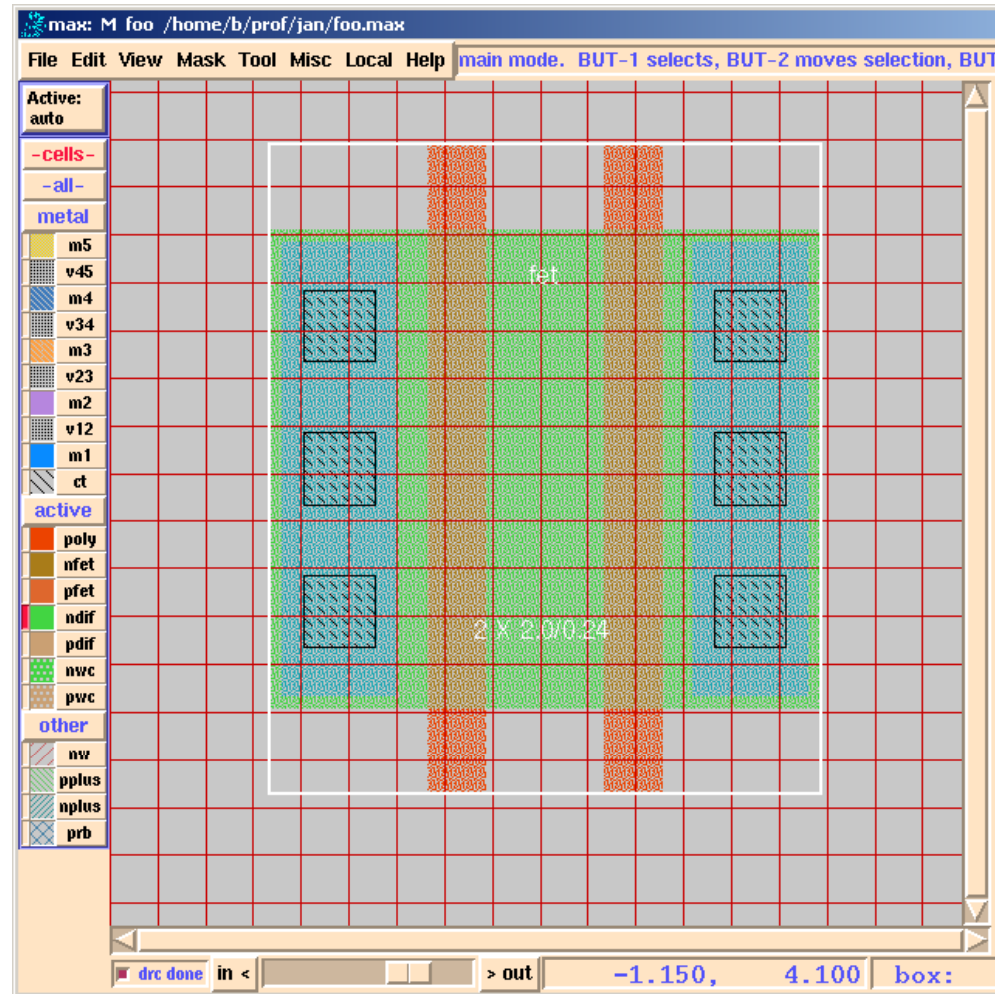 max: M foo /home/b/prof/jan/foo.max
File Edit View Mask Tool Misc Local Help main mode. BUT-1 selects, BUT-2 moves selection, BUT
Active:
auto
-cells-
-all-
metal
m5
v45
m4
v34
m3
v23
m2
v12
m1
ct
active
poly
nfet
pfet
ndif
pdif
nwc
pwc
other
nw
pplus
nplus
prb
fet
2 X 2.0/0.24
drc done in < > out -1.150, 4.100 box: